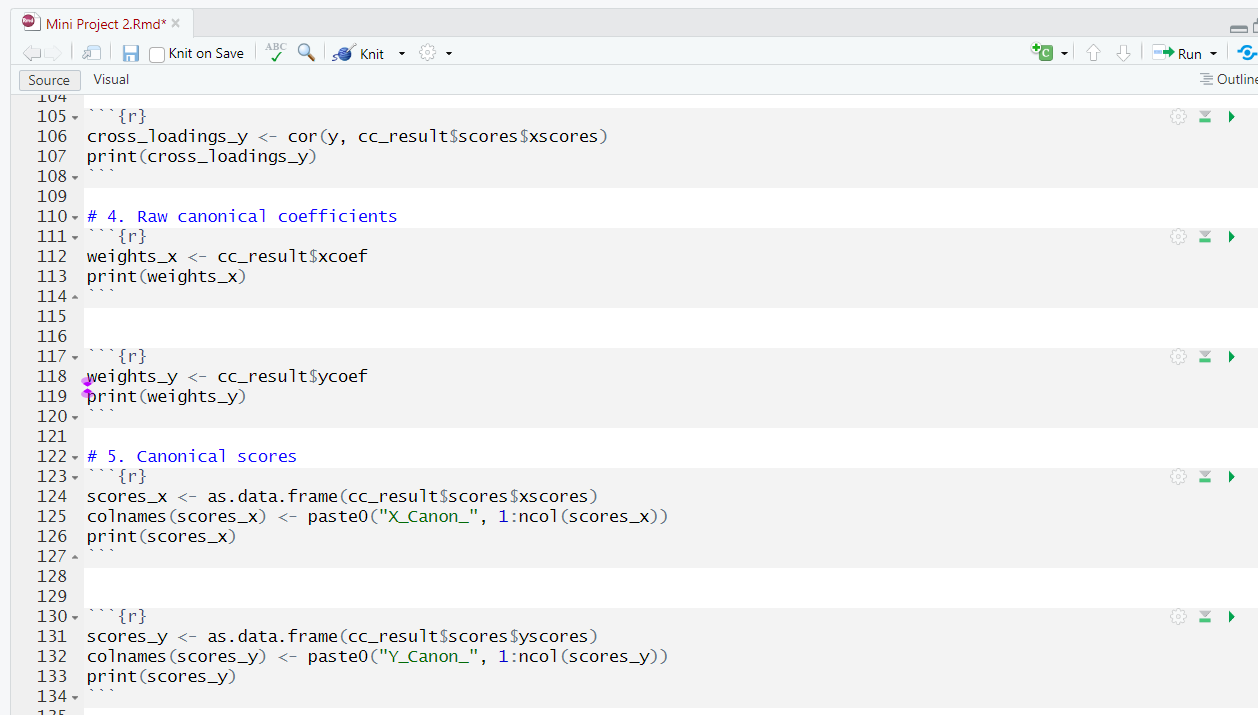 Rmd Mini Project 2.Rmd*
Knit on Save ABC Knit C Run
Source Visual Outline
104
105 ```{r}
106 cross_loadings_y <- cor(y, cc_result$scores$xscores)
107 print(cross_loadings_y)
108 ```
109
110 # 4. Raw canonical coefficients
111 ```{r}
112 weights_x <- cc_result$xcoef
113 print(weights_x)
114 ```
115
116
117 ```{r}
118 weights_y <- cc_result$ycoef
119 print(weights_y)
120 ```
121
122 # 5. Canonical scores
123 ```{r}
124 scores_x <- as.data.frame(cc_result$scores$xscores)
125 colnames(scores_x) <- paste0("X_Canon_", 1:ncol(scores_x))
126 print(scores_x)
127 ```
128
129
130 ```{r}
131 scores_y <- as.data.frame(cc_result$scores$yscores)
132 colnames(scores_y) <- paste0("Y_Canon_", 1:ncol(scores_y))
133 print(scores_y)
134 ```
135